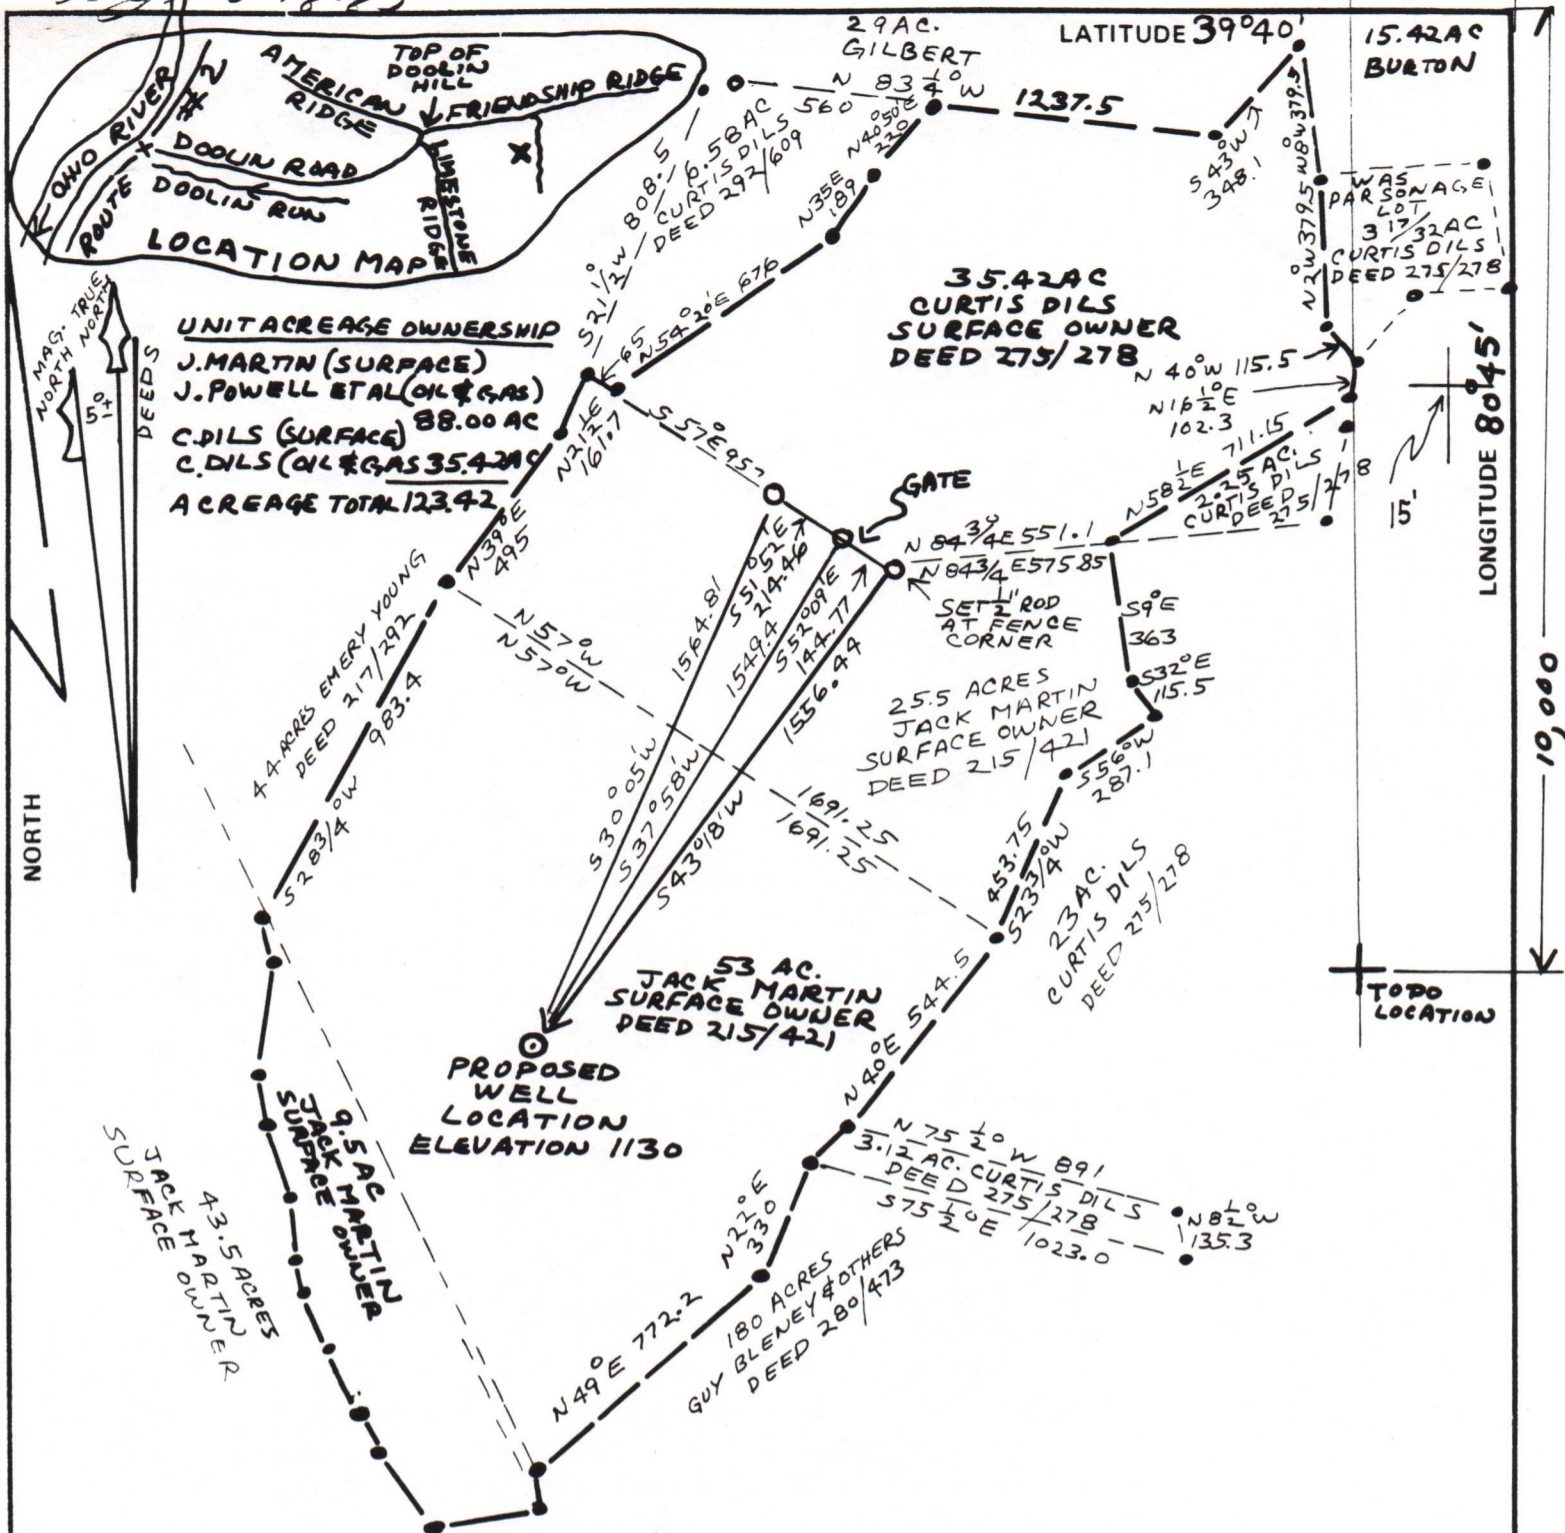 OHIO RIVER
ROUTE #2
AMERICAN
RIDGE
TOP OF
DOOLIN
HILL
FRIENDSHIP RIDGE
X
X
DOOLIN ROAD
DOOLIN RUN
LIMESTONE
RIDGE
LOCATION MAP
29 AC.
GILBERT
LATITUDE 39°40'
15.42 AC
BURTON
N 83 1/4° W
560
1237.5
S 43° W
348.1
N 8° W 379.5
N 2° W 379.5
WAS
PARSONAGE
LOT
3 17/32 AC
CURTIS DILS
DEED 275/278
S 21 1/2° W 808.5
6.58 AC
CURTIS DILS
DEED 292/609
N 40°50'E
220
N 35 E
189
N 54°20'E 676
65
35.42 AC
CURTIS DILS
SURFACE OWNER
DEED 275/278
MAG. NORTH
TRUE NORTH
5°±
DEEDS
UNIT ACREAGE OWNERSHIP
J. MARTIN (SURFACE)
J. POWELL ET AL (OIL & GAS)
88.00 AC
C. DILS (SURFACE)
C. DILS (OIL & GAS 35.42 AC
ACREAGE TOTAL 123.42
N 40° W 115.5
N 16 1/2° E
102.3
LONGITUDE 80°45'
15'
N 21 1/2 E
161.7
S 57° E 957
GATE
N 58 1/2 E 711.15
2.25 AC.
CURTIS DILS
DEED
275/278
N 39° E
495
N 84 3/4° E 551.1
N 84 3/4 E 575.85
SET 1/2" ROD
AT FENCE
CORNER
S 9° E
363
S 32° E
115.5
S 51°52'E
214.46
S 52°09'E
144.77
1564.81
1549.4
1556.44
S 30°05'W
S 37°58'W
S 43°18'W
44 ACRES EMERY YOUNG
DEED 217/292
983.4
S 28 3/4° W
N 57° W
N 57° W
1691.25
1691.25
25.5 ACRES
JACK MARTIN
SURFACE OWNER
DEED 215/421
S 56° W
287.1
453.75
S 23 3/4° W
23 AC.
CURTIS DILS
DEED 275/278
10,000
NORTH
TOPO
LOCATION
53 AC.
JACK MARTIN
SURFACE OWNER
DEED 215/421
N 40° E 544.5
PROPOSED
WELL
LOCATION
ELEVATION 1130
9.5 AC
JACK MARTIN
SURFACE OWNER
43.5 ACRES
JACK MARTIN
SURFACE OWNER
N 75 1/2° W 891
3.12 AC. CURTIS DILS
DEED 275/278
S 75 1/2° E 1023.0
N 8 1/2° W
135.3
N 22° E
330
N 49° E 772.2
180 ACRES
GUY BLENEY & OTHERS
DEED 280/473